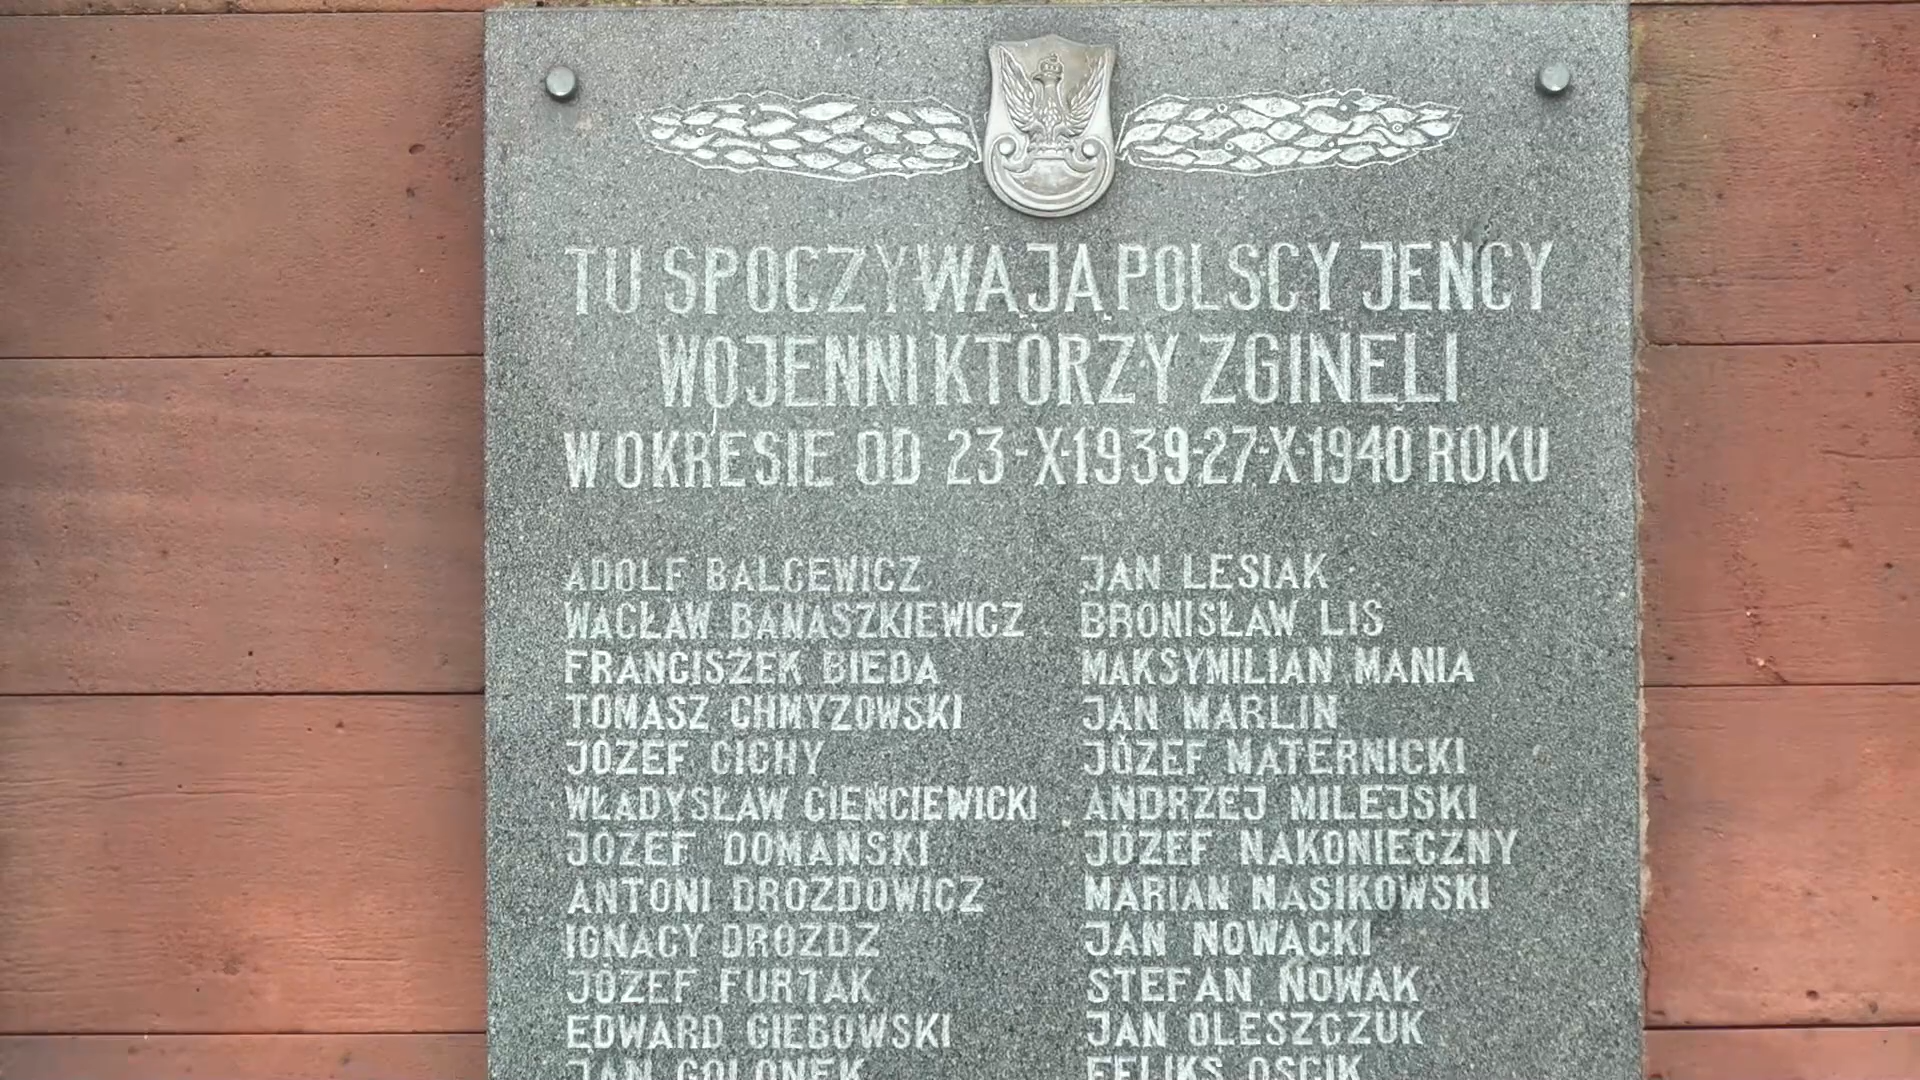 TU SPOCZYWAJĄ POLSCY JEŃCY
WOJENNI KTÓRZY ZGINĘLI
W OKRESIE OD 23-X-1939-27-X-1940 ROKU
ADOLF BALCEWICZ
WACŁAW BANASZKIEWICZ
FRANCISZEK BIEDA
TOMASZ CHMYZOWSKI
JÓZEF CICHY
WŁADYSŁAW CIEŃCIEWICKI
JÓZEF DOMAŃSKI
ANTONI DROZDOWICZ
IGNACY DROZDZ
JÓZEF FURTAK
EDWARD GIEBOWSKI
JAN GOLONEK
JAN LESIAK
BRONISŁAW LIS
MAKSYMILIAN MANIA
JAN MARLIN
JÓZEF MATERNICKI
ANDRZEJ MILEJSKI
JÓZEF NAKONIECZNY
MARIAN NASIKOWSKI
JAN NOWACKI
STEFAN NOWAK
JAN OLESZCZUK
FELIKS OŚCIK